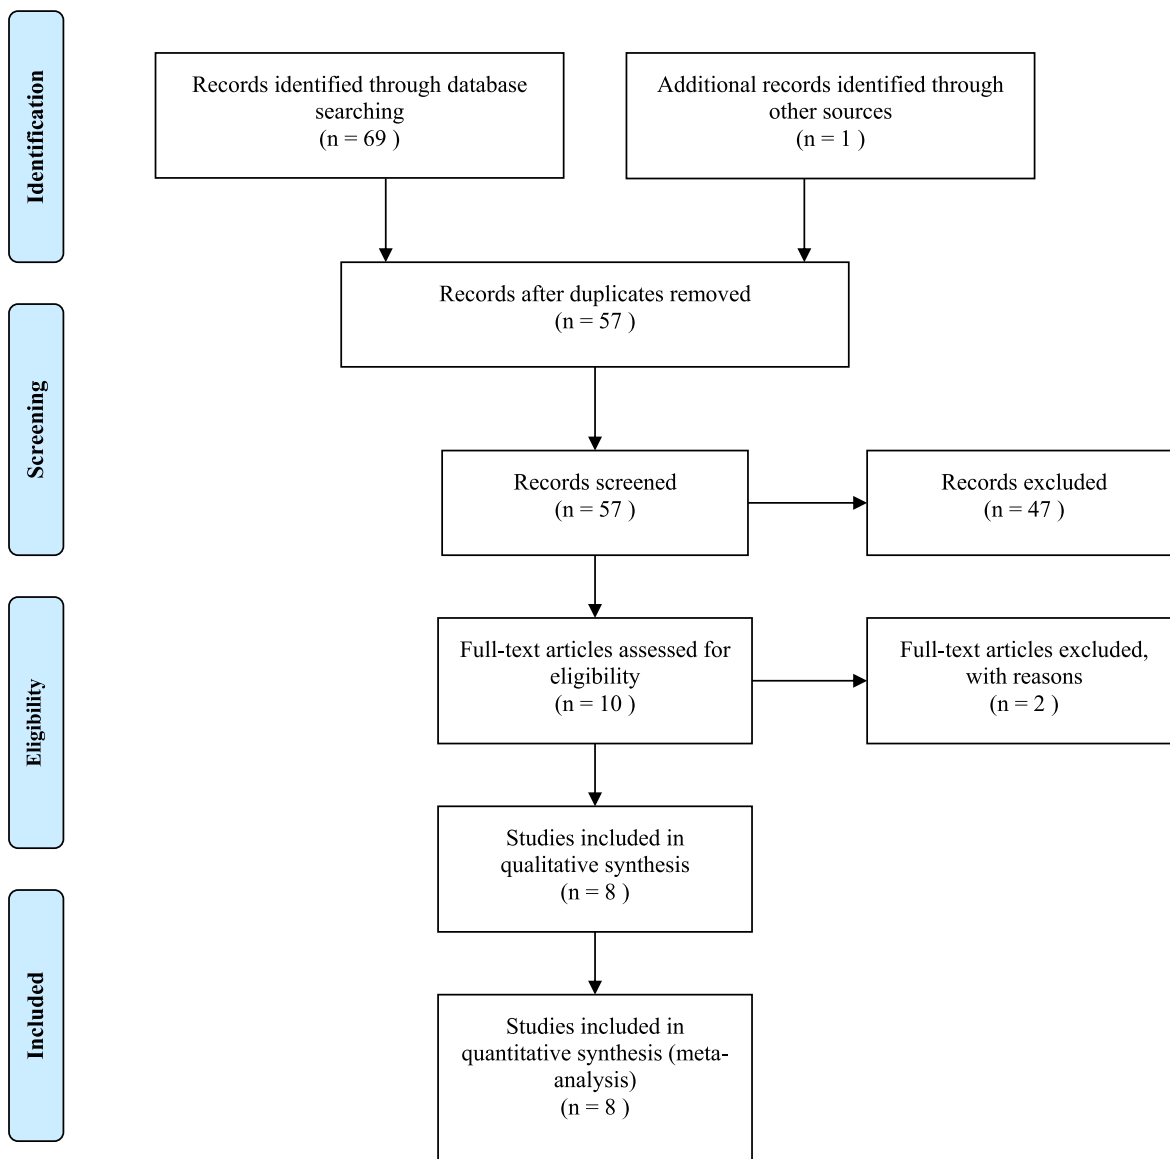 Identification
Records identified through database
searching
(n = 69 )
Additional records identified through
other sources
(n = 1 )
Records after duplicates removed
(n = 57 )
Screening
Records screened
(n = 57 )
Records excluded
(n = 47 )
Eligibility
Full-text articles assessed for
eligibility
(n = 10 )
Full-text articles excluded,
with reasons
(n = 2 )
Studies included in
qualitative synthesis
(n = 8 )
Included
Studies included in
quantitative synthesis (meta-
analysis)
(n = 8 )